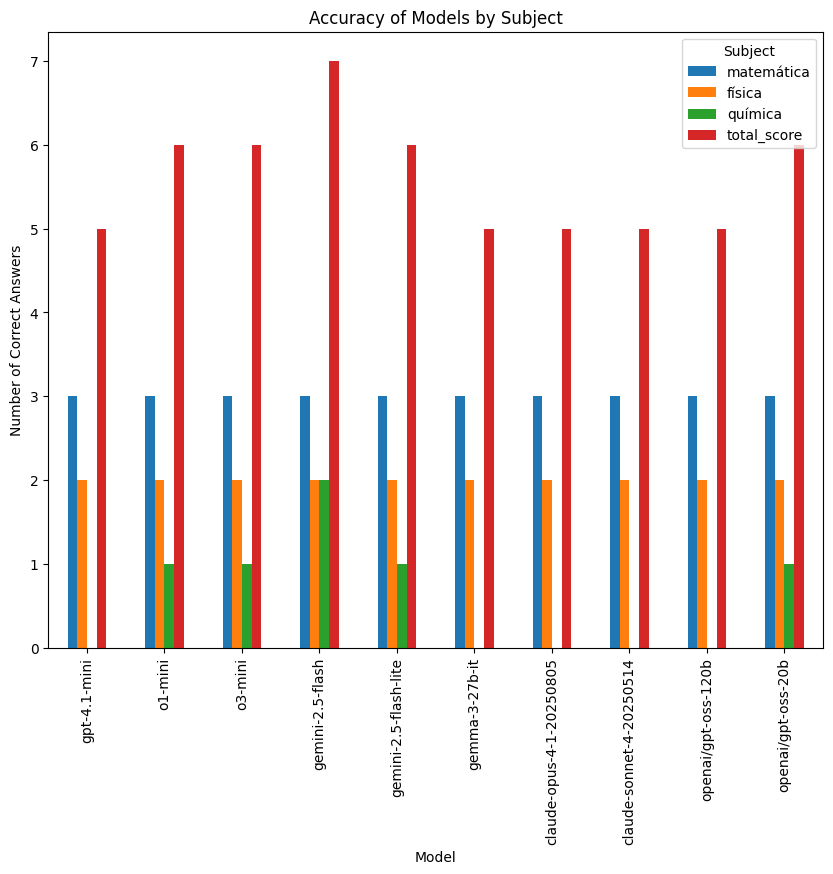 Accuracy of Models by Subject
Subject
matemática
física
química
total_score
Number of Correct Answers
7
6
5
4
3
2
1
0
gpt-4.1-mini
o1-mini
o3-mini
gemini-2.5-flash
gemini-2.5-flash-lite
gemma-3-27b-it
claude-opus-4-1-20250805
claude-sonnet-4-20250514
openai/gpt-oss-120b
openai/gpt-oss-20b
Model